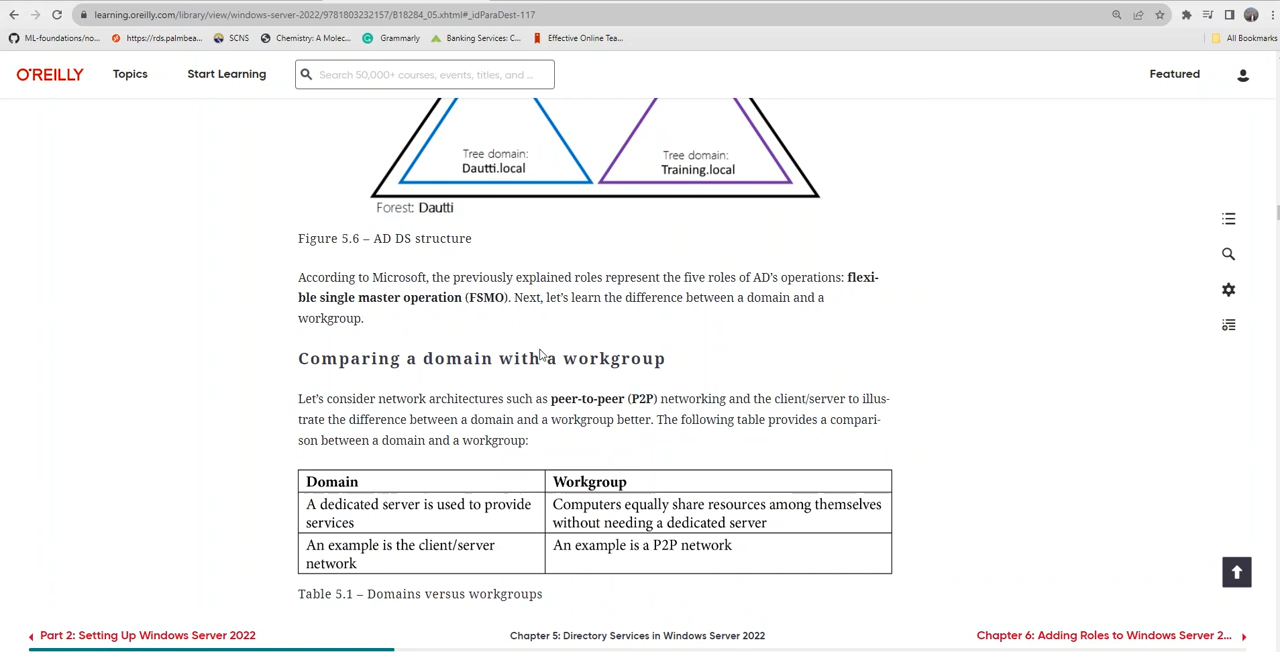 learning.oreilly.com/library/view/windows-server-2022/9781803232157/B18284_05.xhtml#_idParaDest-117
ML-foundations/no... https://rds.palmbea... SCNS Chemistry: A Molec... Grammarly Banking Services: C... Effective Online Tea... All Bookmarks
O'REILLY Topics Start Learning Search 50,000+ courses, events, titles, and ... Featured
Tree domain: Tree domain:
Dautti.local Training.local
Forest: Dautti
Figure 5.6 – AD DS structure
According to Microsoft, the previously explained roles represent the five roles of AD's operations: flexi-
ble single master operation (FSMO). Next, let's learn the difference between a domain and a
workgroup.
Comparing a domain with a workgroup
Let's consider network architectures such as peer-to-peer (P2P) networking and the client/server to illus-
trate the difference between a domain and a workgroup better. The following table provides a compari-
son between a domain and a workgroup:
Domain Workgroup
A dedicated server is used to provide Computers equally share resources among themselves
services without needing a dedicated server
An example is the client/server An example is a P2P network
network
Table 5.1 – Domains versus workgroups
Part 2: Setting Up Windows Server 2022 Chapter 5: Directory Services in Windows Server 2022 Chapter 6: Adding Roles to Windows Server 2...